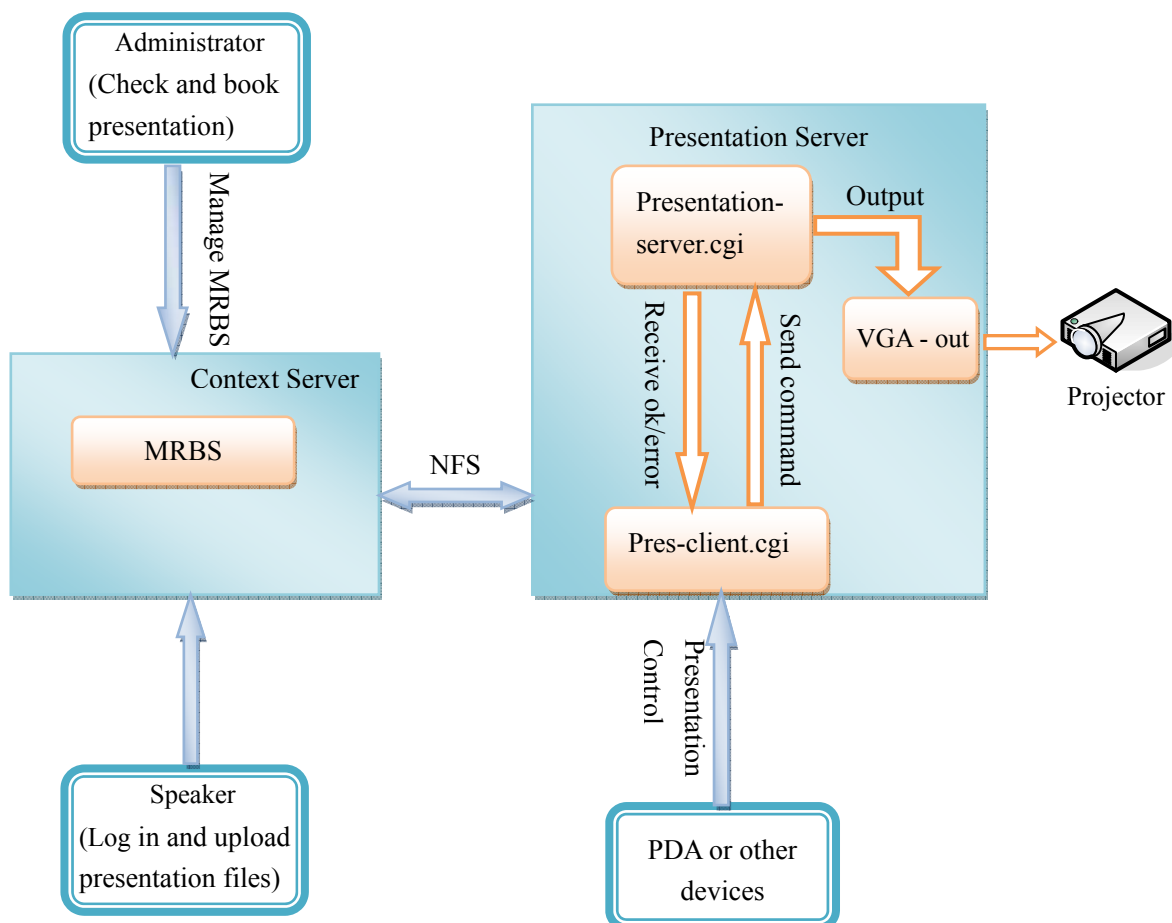 Administrator
(Check and book
presentation)
Manage MRBS
Context Server
MRBS
NFS
Speaker
(Log in and upload
presentation files)
Presentation Server
Presentation-
server.cgi
Output
VGA - out
Projector
Receive ok/error
Send command
Pres-client.cgi
Presentation
Control
PDA or other
devices